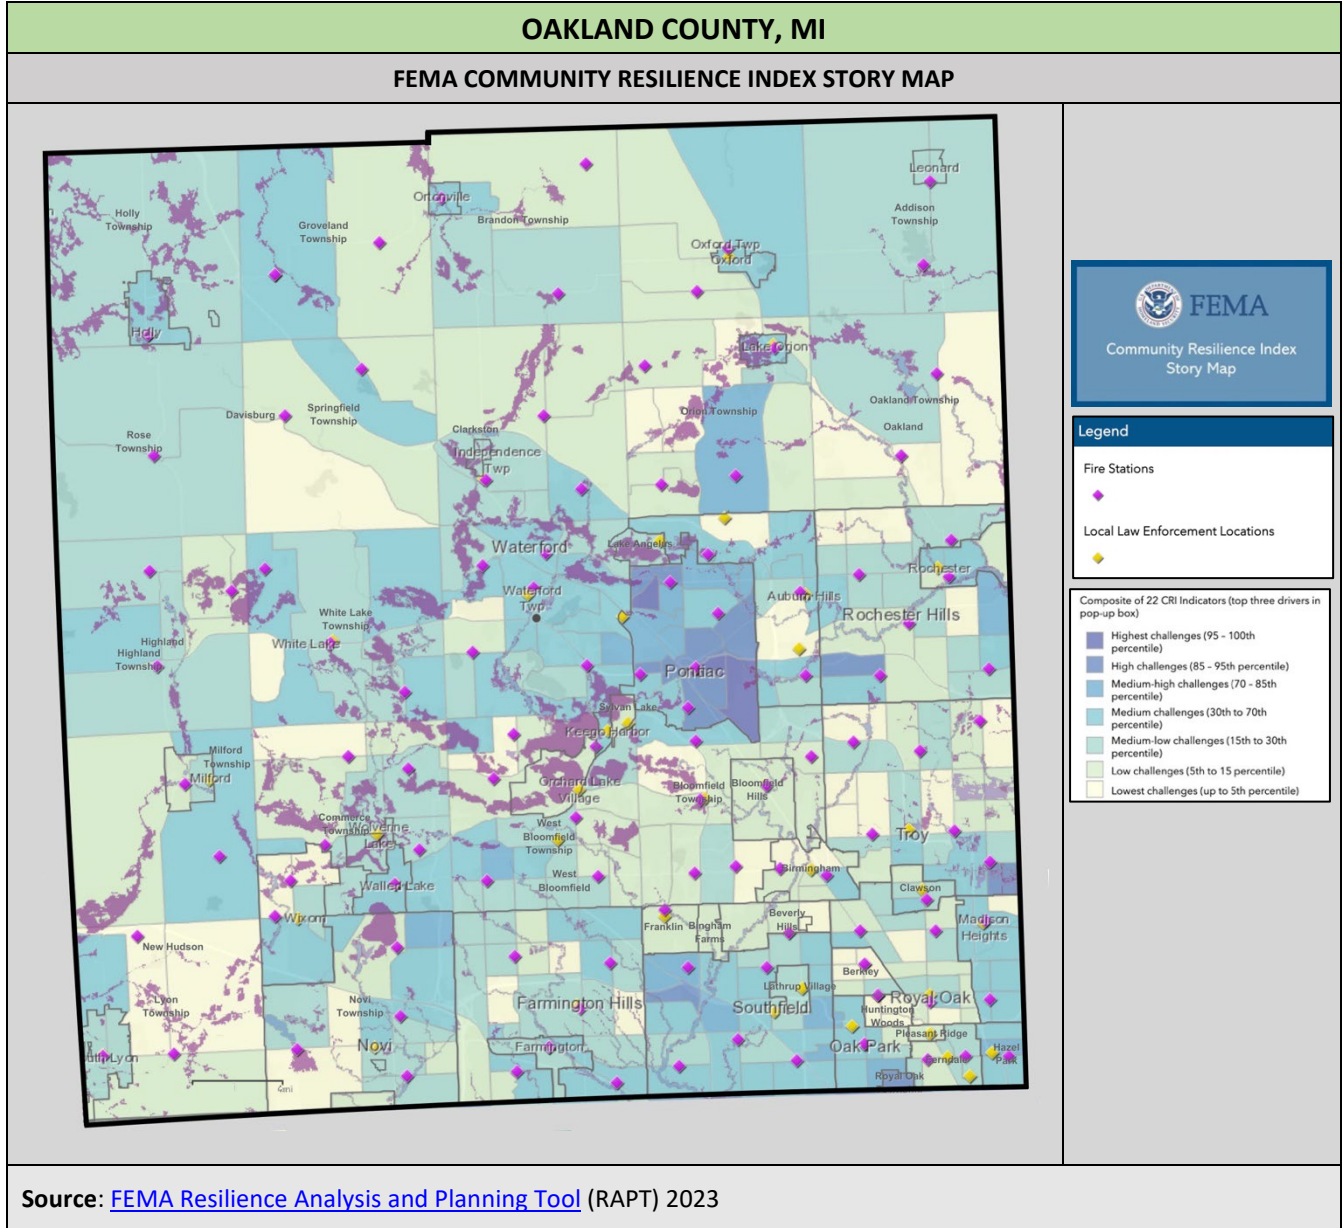 OAKLAND COUNTY, MI
FEMA COMMUNITY RESILIENCE INDEX STORY MAP
Leonard
Holly
Township
Ortonville
Addison
Township
Groveland
Township
Brandon Township
Oxford Twp
Oxford
Holly
Lake Orion
Oakland Township
Davisburg
Springfield
Township
Orion Township
Oakland
Rose
Township
Clarkston
Independence
Twp
Waterford
Lake Angelus
Rochester
Waterford
Twp
Auburn Hills
White Lake
Township
Rochester Hills
White Lake
Highland
Highland
Township
Pontiac
Sylvan Lake
Keego Harbor
Milford
Township
Milford
Orchard Lake
Village
Bloomfield
Township
Bloomfield
Hills
Commerce
Township
Wolverine
Lake
West
Bloomfield
Township
Troy
West
Bloomfield
Birmingham
Walled Lake
Clawson
Wixom
Beverly
Hills
Madison
Heights
Franklin
Bingham
Farms
New Hudson
Berkley
Lathrup Village
Lyon
Township
Novi
Township
Farmington Hills
Southfield
Royal Oak
Huntington
Woods
Pleasant Ridge
Novi
Farmington
Oak Park
Ferndale
Hazel
Park
uth Lyon
Royal Oak
4mi
FEMA
Community Resilience Index
Story Map
Legend
Fire Stations
Local Law Enforcement Locations
Composite of 22 CRI Indicators (top three drivers in
pop-up box)
Highest challenges (95 - 100th
percentile)
High challenges (85 - 95th percentile)
Medium-high challenges (70 - 85th
percentile)
Medium challenges (30th to 70th
percentile)
Medium-low challenges (15th to 30th
percentile)
Low challenges (5th to 15 percentile)
Lowest challenges (up to 5th percentile)
Source: FEMA Resilience Analysis and Planning Tool (RAPT) 2023